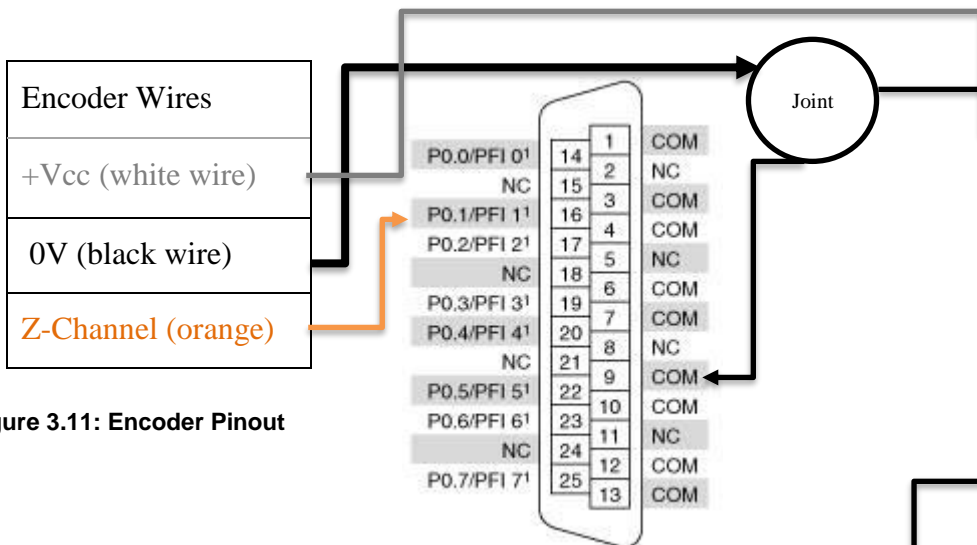 Encoder Wires
+Vcc (white wire)
0V (black wire)
Z-Channel (orange)
gure 3.11: Encoder Pinout
Joint
P0.0/PFI 0¹
NC
P0.1/PFI 1¹
P0.2/PFI 2¹
NC
P0.3/PFI 3¹
P0.4/PFI 4¹
NC
P0.5/PFI 5¹
P0.6/PFI 6¹
NC
P0.7/PFI 7¹
14
15
16
17
18
19
20
21
22
23
24
25
1
2
3
4
5
6
7
8
9
10
11
12
13
COM
NC
COM
COM
NC
COM
COM
NC
COM
COM
NC
COM
COM